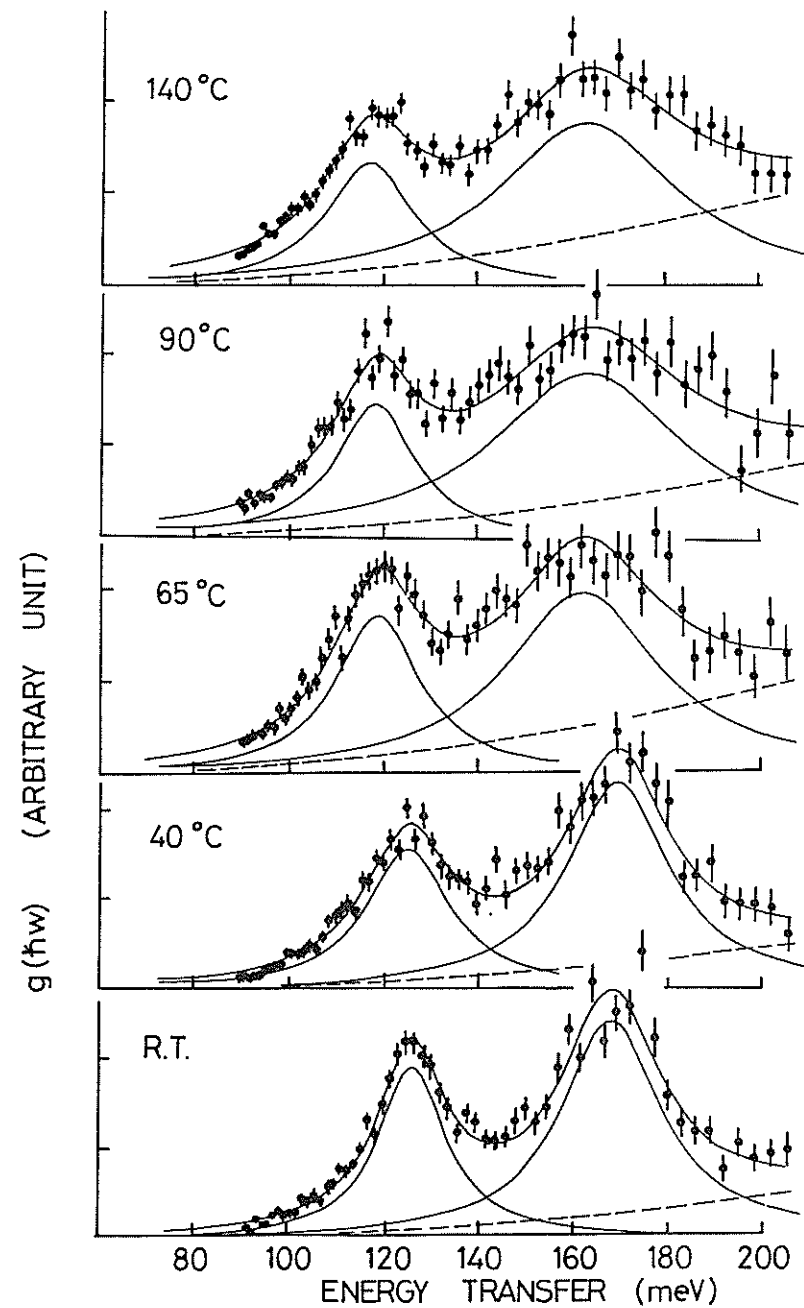 140°C
90°C
65°C
40°C
R.T.
g(ħw) (ARBITRARY UNIT)
80 100 120 140 160 180 200
ENERGY TRANSFER (meV)